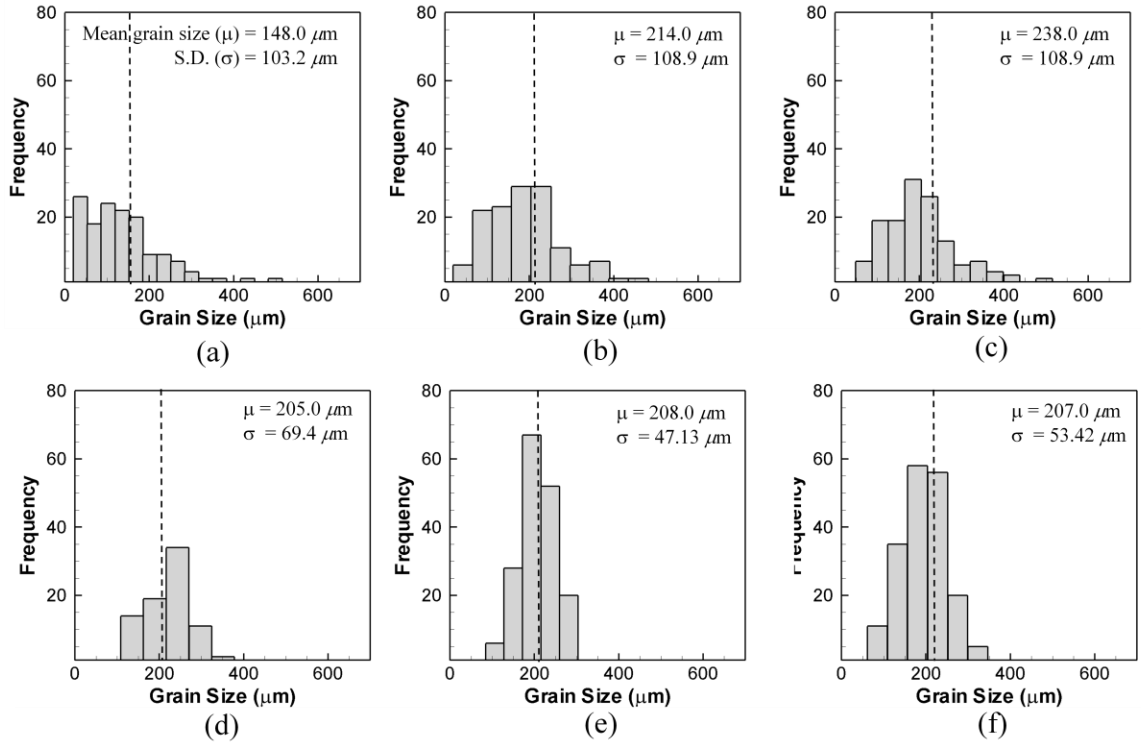 80
60
40
20
Frequency
Mean grain size (μ) = 148.0 μm
S.D. (σ) = 103.2 μm
0 200 400 600
Grain Size (μm)
(a)
80
60
40
20
Frequency
μ = 214.0 μm
σ = 108.9 μm
0 200 400 600
Grain Size (μm)
(b)
80
60
40
20
Frequency
μ = 238.0 μm
σ = 108.9 μm
0 200 400 600
Grain Size (μm)
(c)
80
60
40
20
Frequency
μ = 205.0 μm
σ = 69.4 μm
0 200 400 600
Grain Size (μm)
(d)
80
60
40
20
Frequency
μ = 208.0 μm
σ = 47.13 μm
0 200 400 600
Grain Size (μm)
(e)
80
60
40
20
Frequency
μ = 207.0 μm
σ = 53.42 μm
0 200 400 600
Grain Size (μm)
(f)